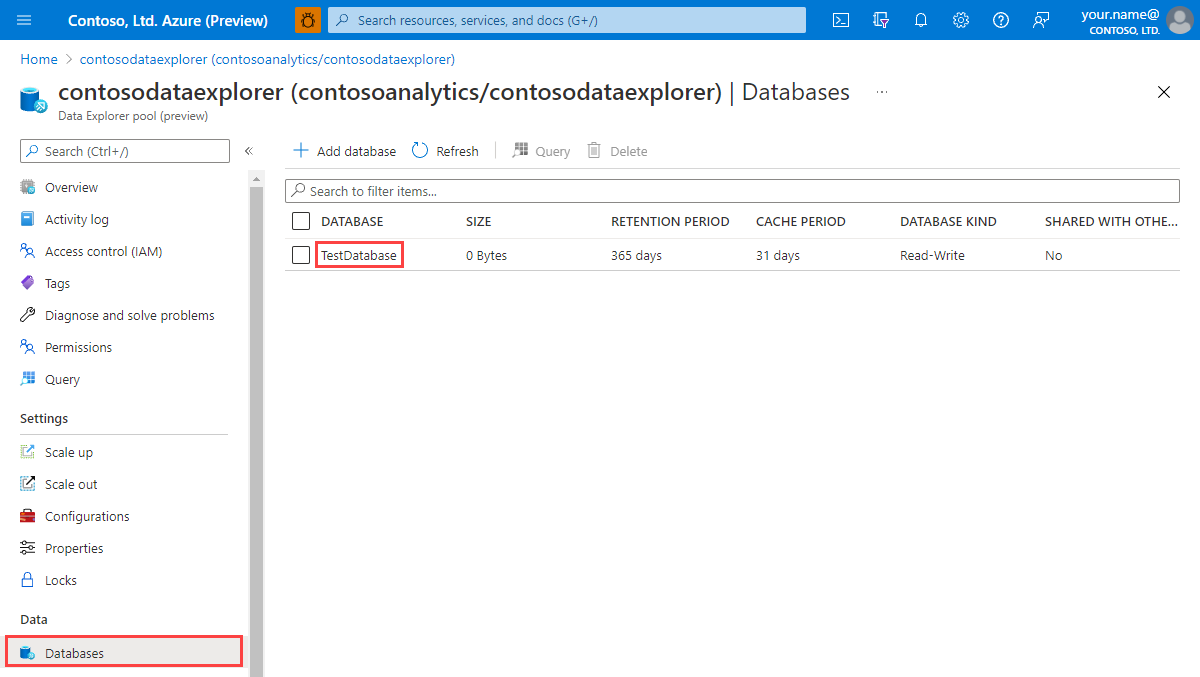 Contoso, Ltd. Azure (Preview)
Search resources, services, and docs (G+/)
your.name@
CONTOSO, LTD.
Home > contosodataexplorer (contosoanalytics/contosodataexplorer)
contosodataexplorer (contosoanalytics/contosodataexplorer) | Databases ...
Data Explorer pool (preview)
Search (Ctrl+/)
Overview
Activity log
Access control (IAM)
Tags
Diagnose and solve problems
Permissions
Query
Settings
Scale up
Scale out
Configurations
Properties
Locks
Data
Databases
Add database Refresh Query Delete
Search to filter items...
DATABASE SIZE RETENTION PERIOD CACHE PERIOD DATABASE KIND SHARED WITH OTHE...
TestDatabase 0 Bytes 365 days 31 days Read-Write No